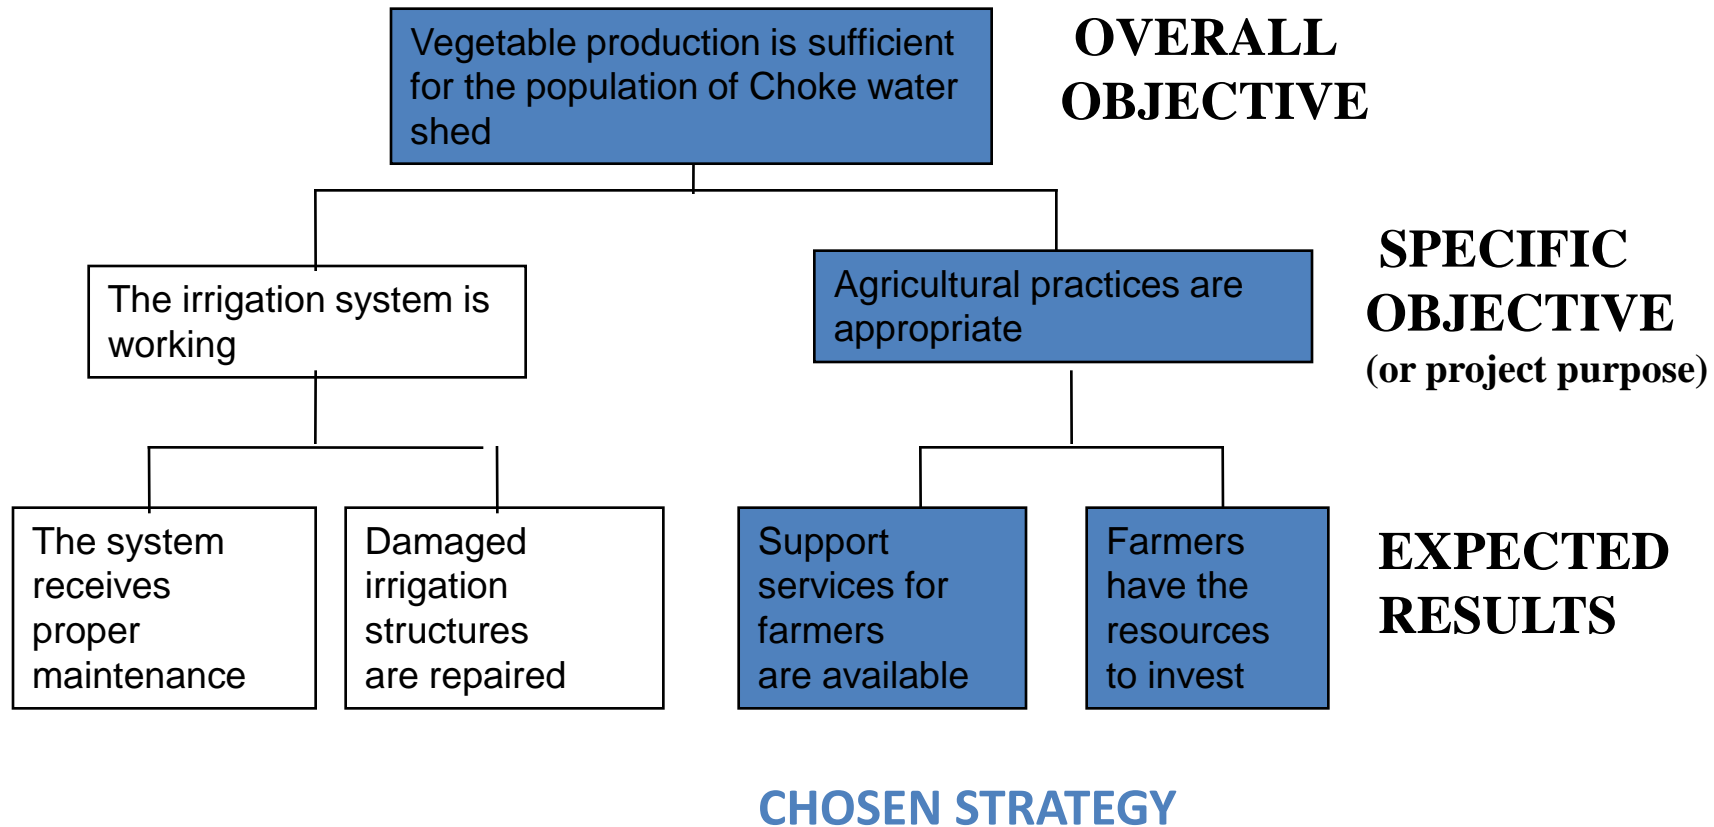 Vegetable production is sufficient
for the population of Choke water
shed
OVERALL
OBJECTIVE
The irrigation system is
working
Agricultural practices are
appropriate
SPECIFIC
OBJECTIVE
(or project purpose)
The system
receives
proper
maintenance
Damaged
irrigation
structures
are repaired
Support
services for
farmers
are available
Farmers
have the
resources
to invest
EXPECTED
RESULTS
CHOSEN STRATEGY